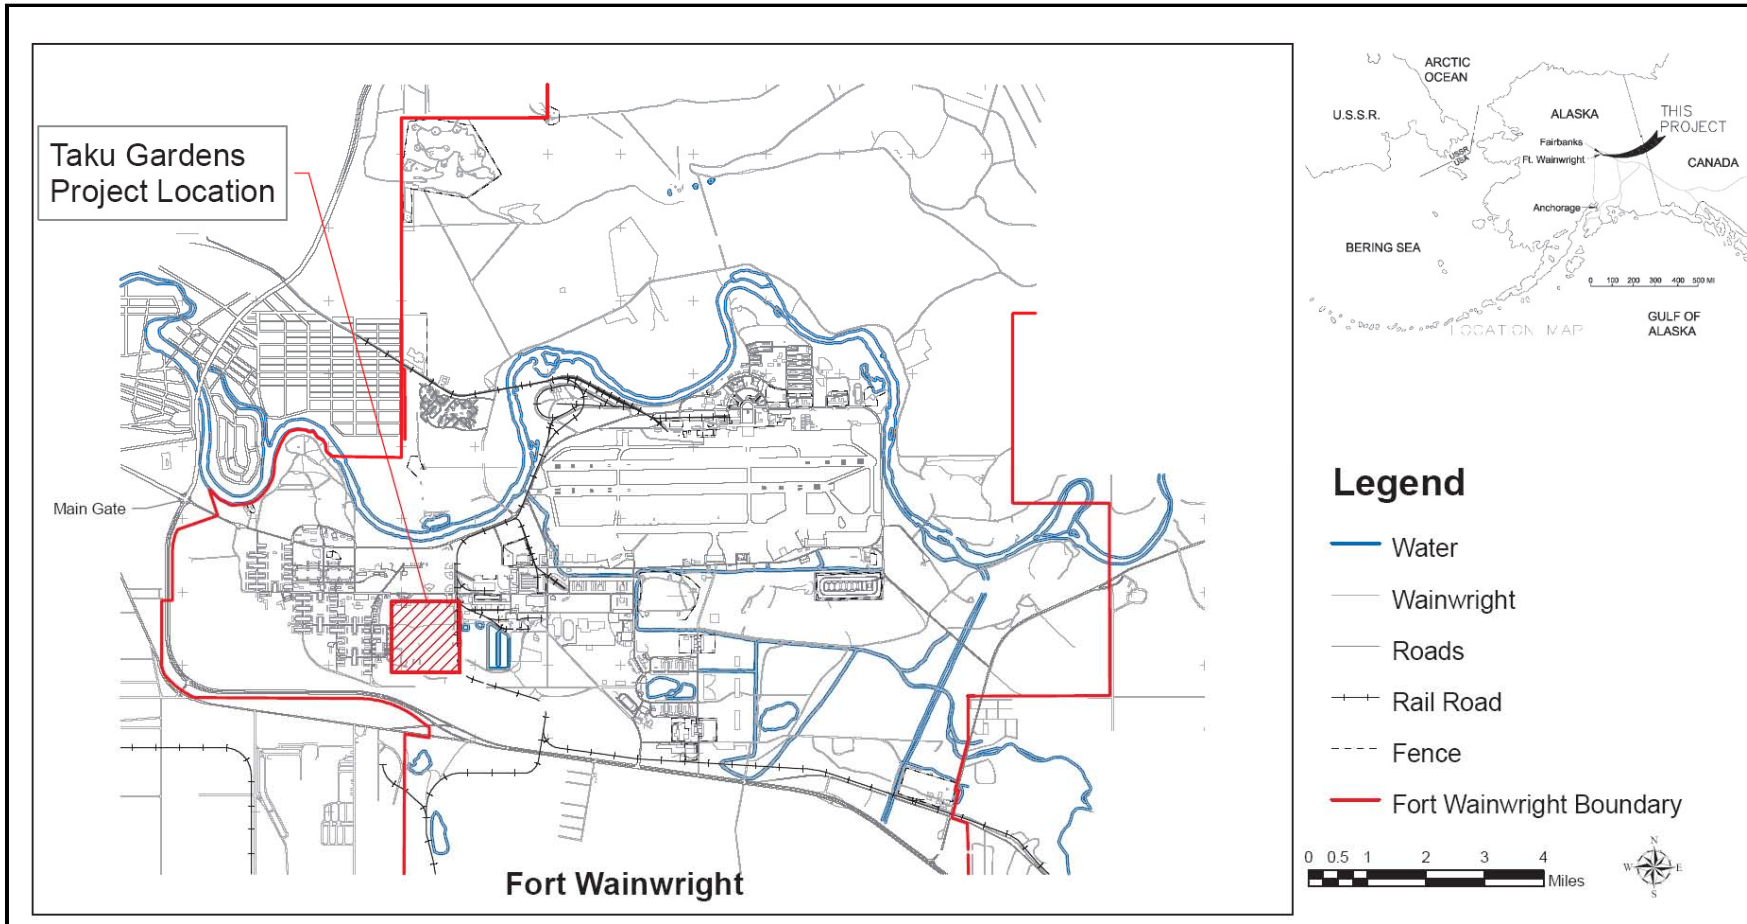 Taku Gardens
Project Location
Main Gate
Fort Wainwright
ARCTIC
OCEAN
U.S.S.R.
ALASKA
THIS
PROJECT
Fairbanks
Ft. Wainwright
USSR
USA
CANADA
Anchorage
BERING SEA
0 100 200 300 400 500 MI
LOCATION MAP
GULF OF
ALASKA
Legend
Water
Wainwright
Roads
Rail Road
Fence
Fort Wainwright Boundary
0 0.5 1 2 3 4
Miles
N
W E
S